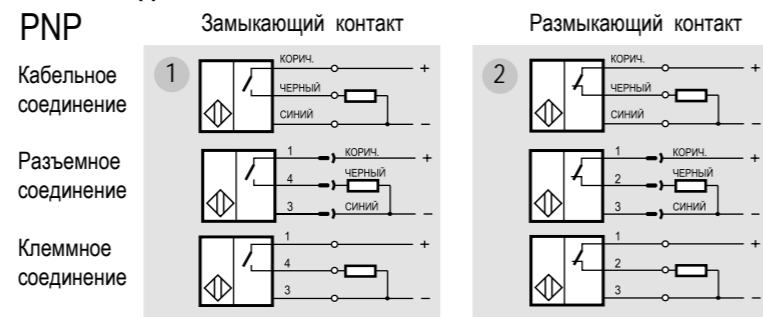 PNP
Замыкающий контакт
Размыкающий контакт
Кабельное
соединение
1
КОРИЧ.
+
ЧЕРНЫЙ
СИНИЙ
–
2
КОРИЧ.
+
ЧЕРНЫЙ
СИНИЙ
–
Разъемное
соединение
1
КОРИЧ.
+
4
ЧЕРНЫЙ
3
СИНИЙ
–
1
КОРИЧ.
+
2
ЧЕРНЫЙ
3
СИНИЙ
–
Клеммное
соединение
1
+
4
3
–
1
+
2
3
–